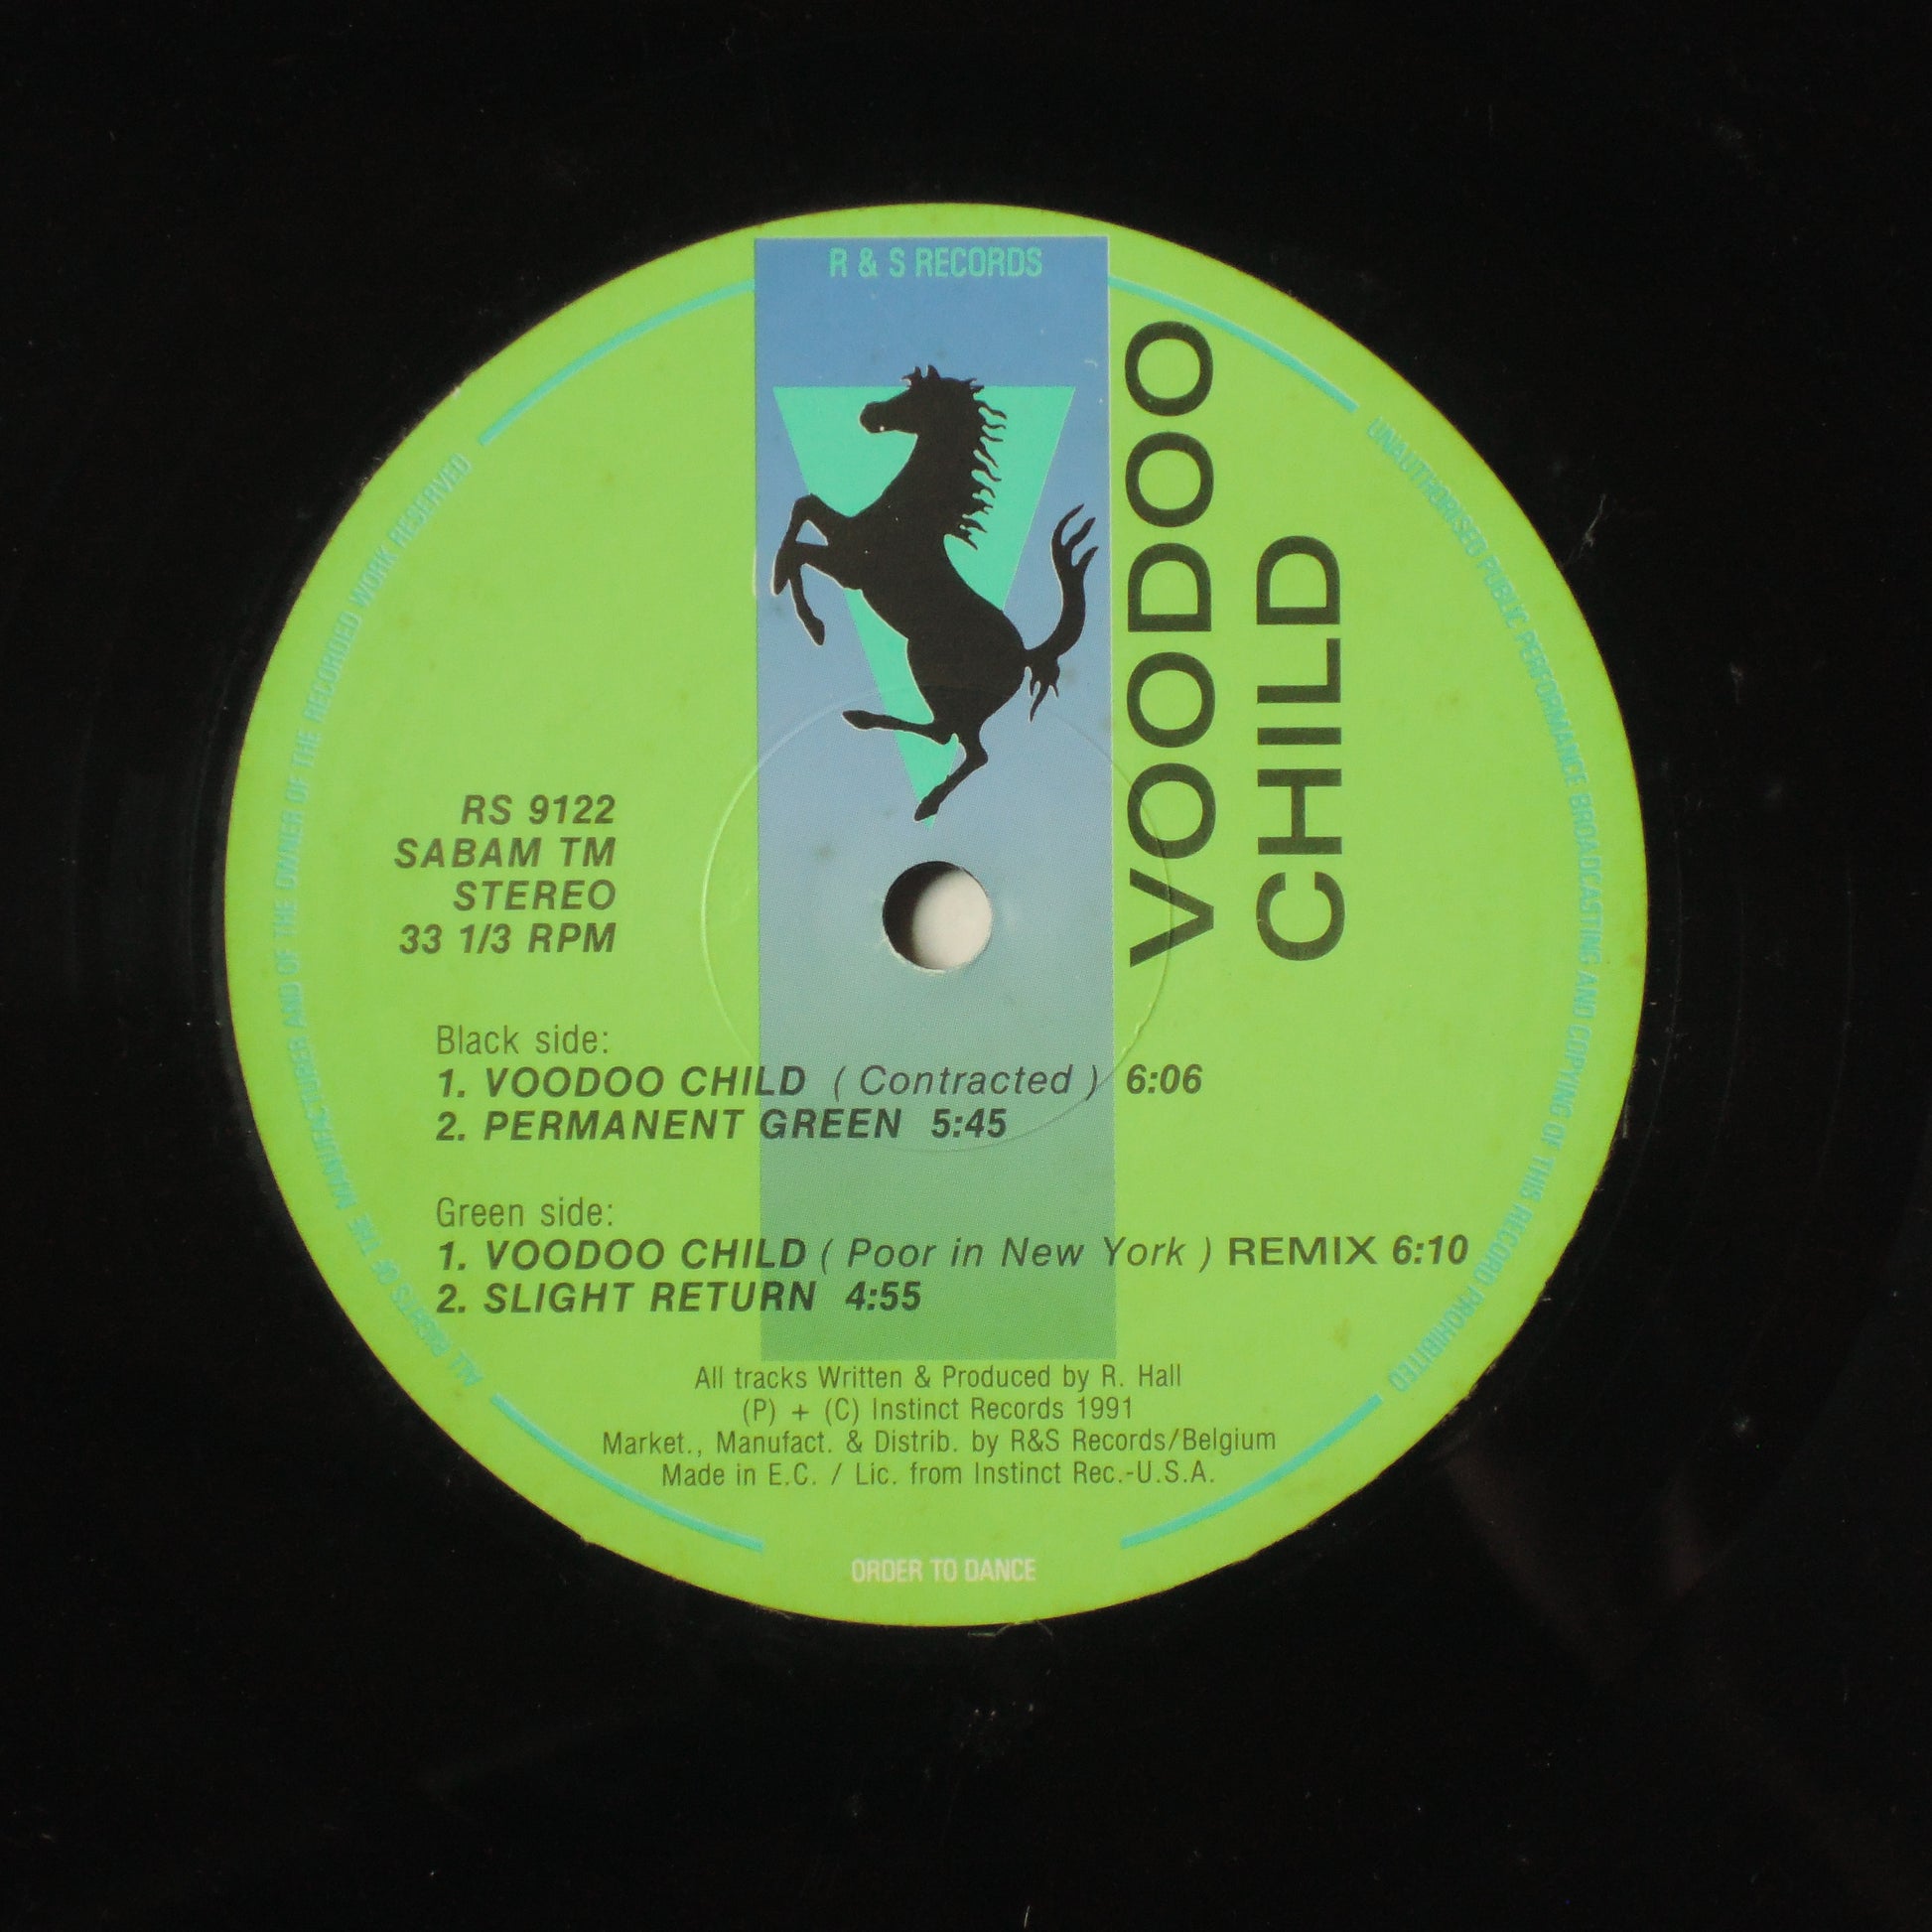 R & S RECORDS
VOODOO
CHILD
RS 9122
SABAM TM
STEREO
33 1/3 RPM
Black side:
1. VOODOO CHILD ( Contracted ) 6:06
2. PERMANENT GREEN 5:45
Green side:
1. VOODOO CHILD ( Poor in New York ) REMIX 6:10
2. SLIGHT RETURN 4:55
All tracks Written & Produced by R. Hall
(P) + (C) Instinct Records 1991
Market., Manufact. & Distrib. by R&S Records/Belgium
Made in E.C. / Lic. from Instinct Rec.-U.S.A.
ORDER TO DANCE
ALL RIGHTS OF THE MANUFACTURER AND OF THE OWNER OF THE RECORDED WORK RESERVED
UNAUTHORISED PUBLIC PERFORMANCE BROADCASTING AND COPYING OF THIS RECORD PROHIBITED